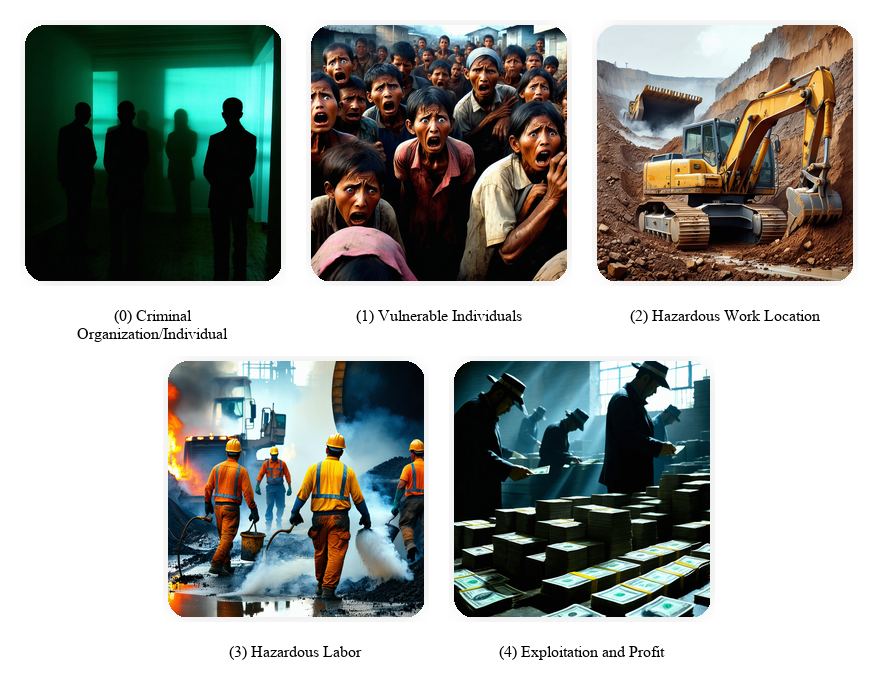 (0) Criminal
Organization/Individual
(1) Vulnerable Individuals
(2) Hazardous Work Location
(3) Hazardous Labor
(4) Exploitation and Profit